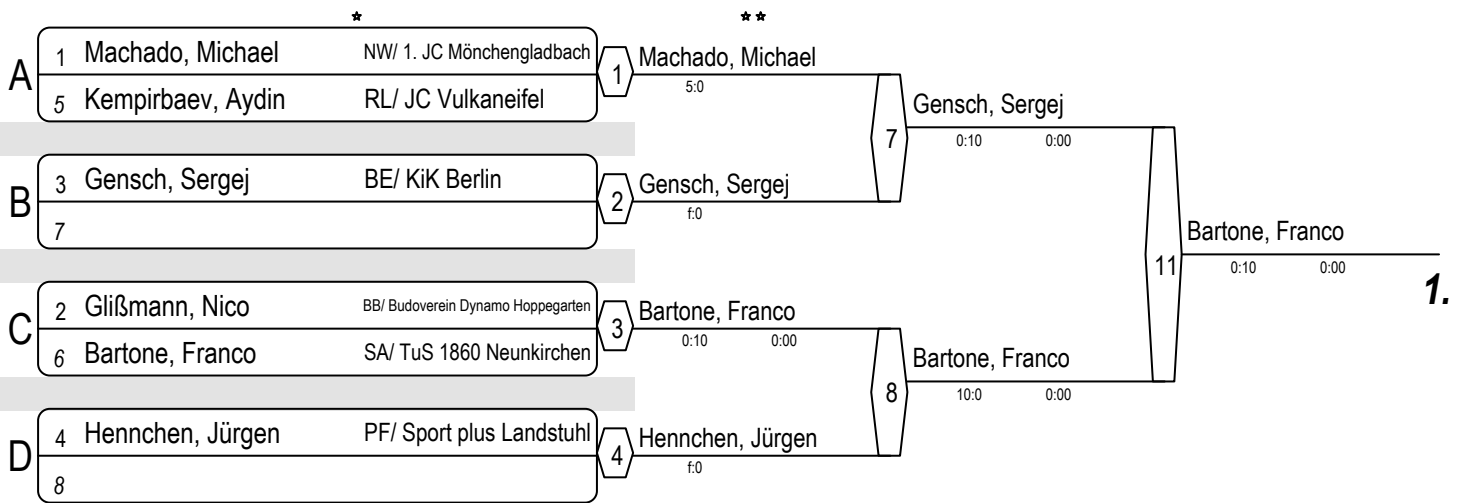 * **
A
1 Machado, Michael NW/ 1. JC Mönchengladbach
5 Kempirbaev, Aydin RL/ JC Vulkaneifel
1
Machado, Michael
5:0
B
3 Gensch, Sergej BE/ KiK Berlin
7
2
Gensch, Sergej
f:0
7
Gensch, Sergej
0:10 0:00
C
2 Glißmann, Nico BB/ Budoverein Dynamo Hoppegarten
6 Bartone, Franco SA/ TuS 1860 Neunkirchen
3
Bartone, Franco
0:10 0:00
D
4 Hennchen, Jürgen PF/ Sport plus Landstuhl
8
4
Hennchen, Jürgen
f:0
8
Bartone, Franco
10:0 0:00
11
Bartone, Franco
0:10 0:00
1.